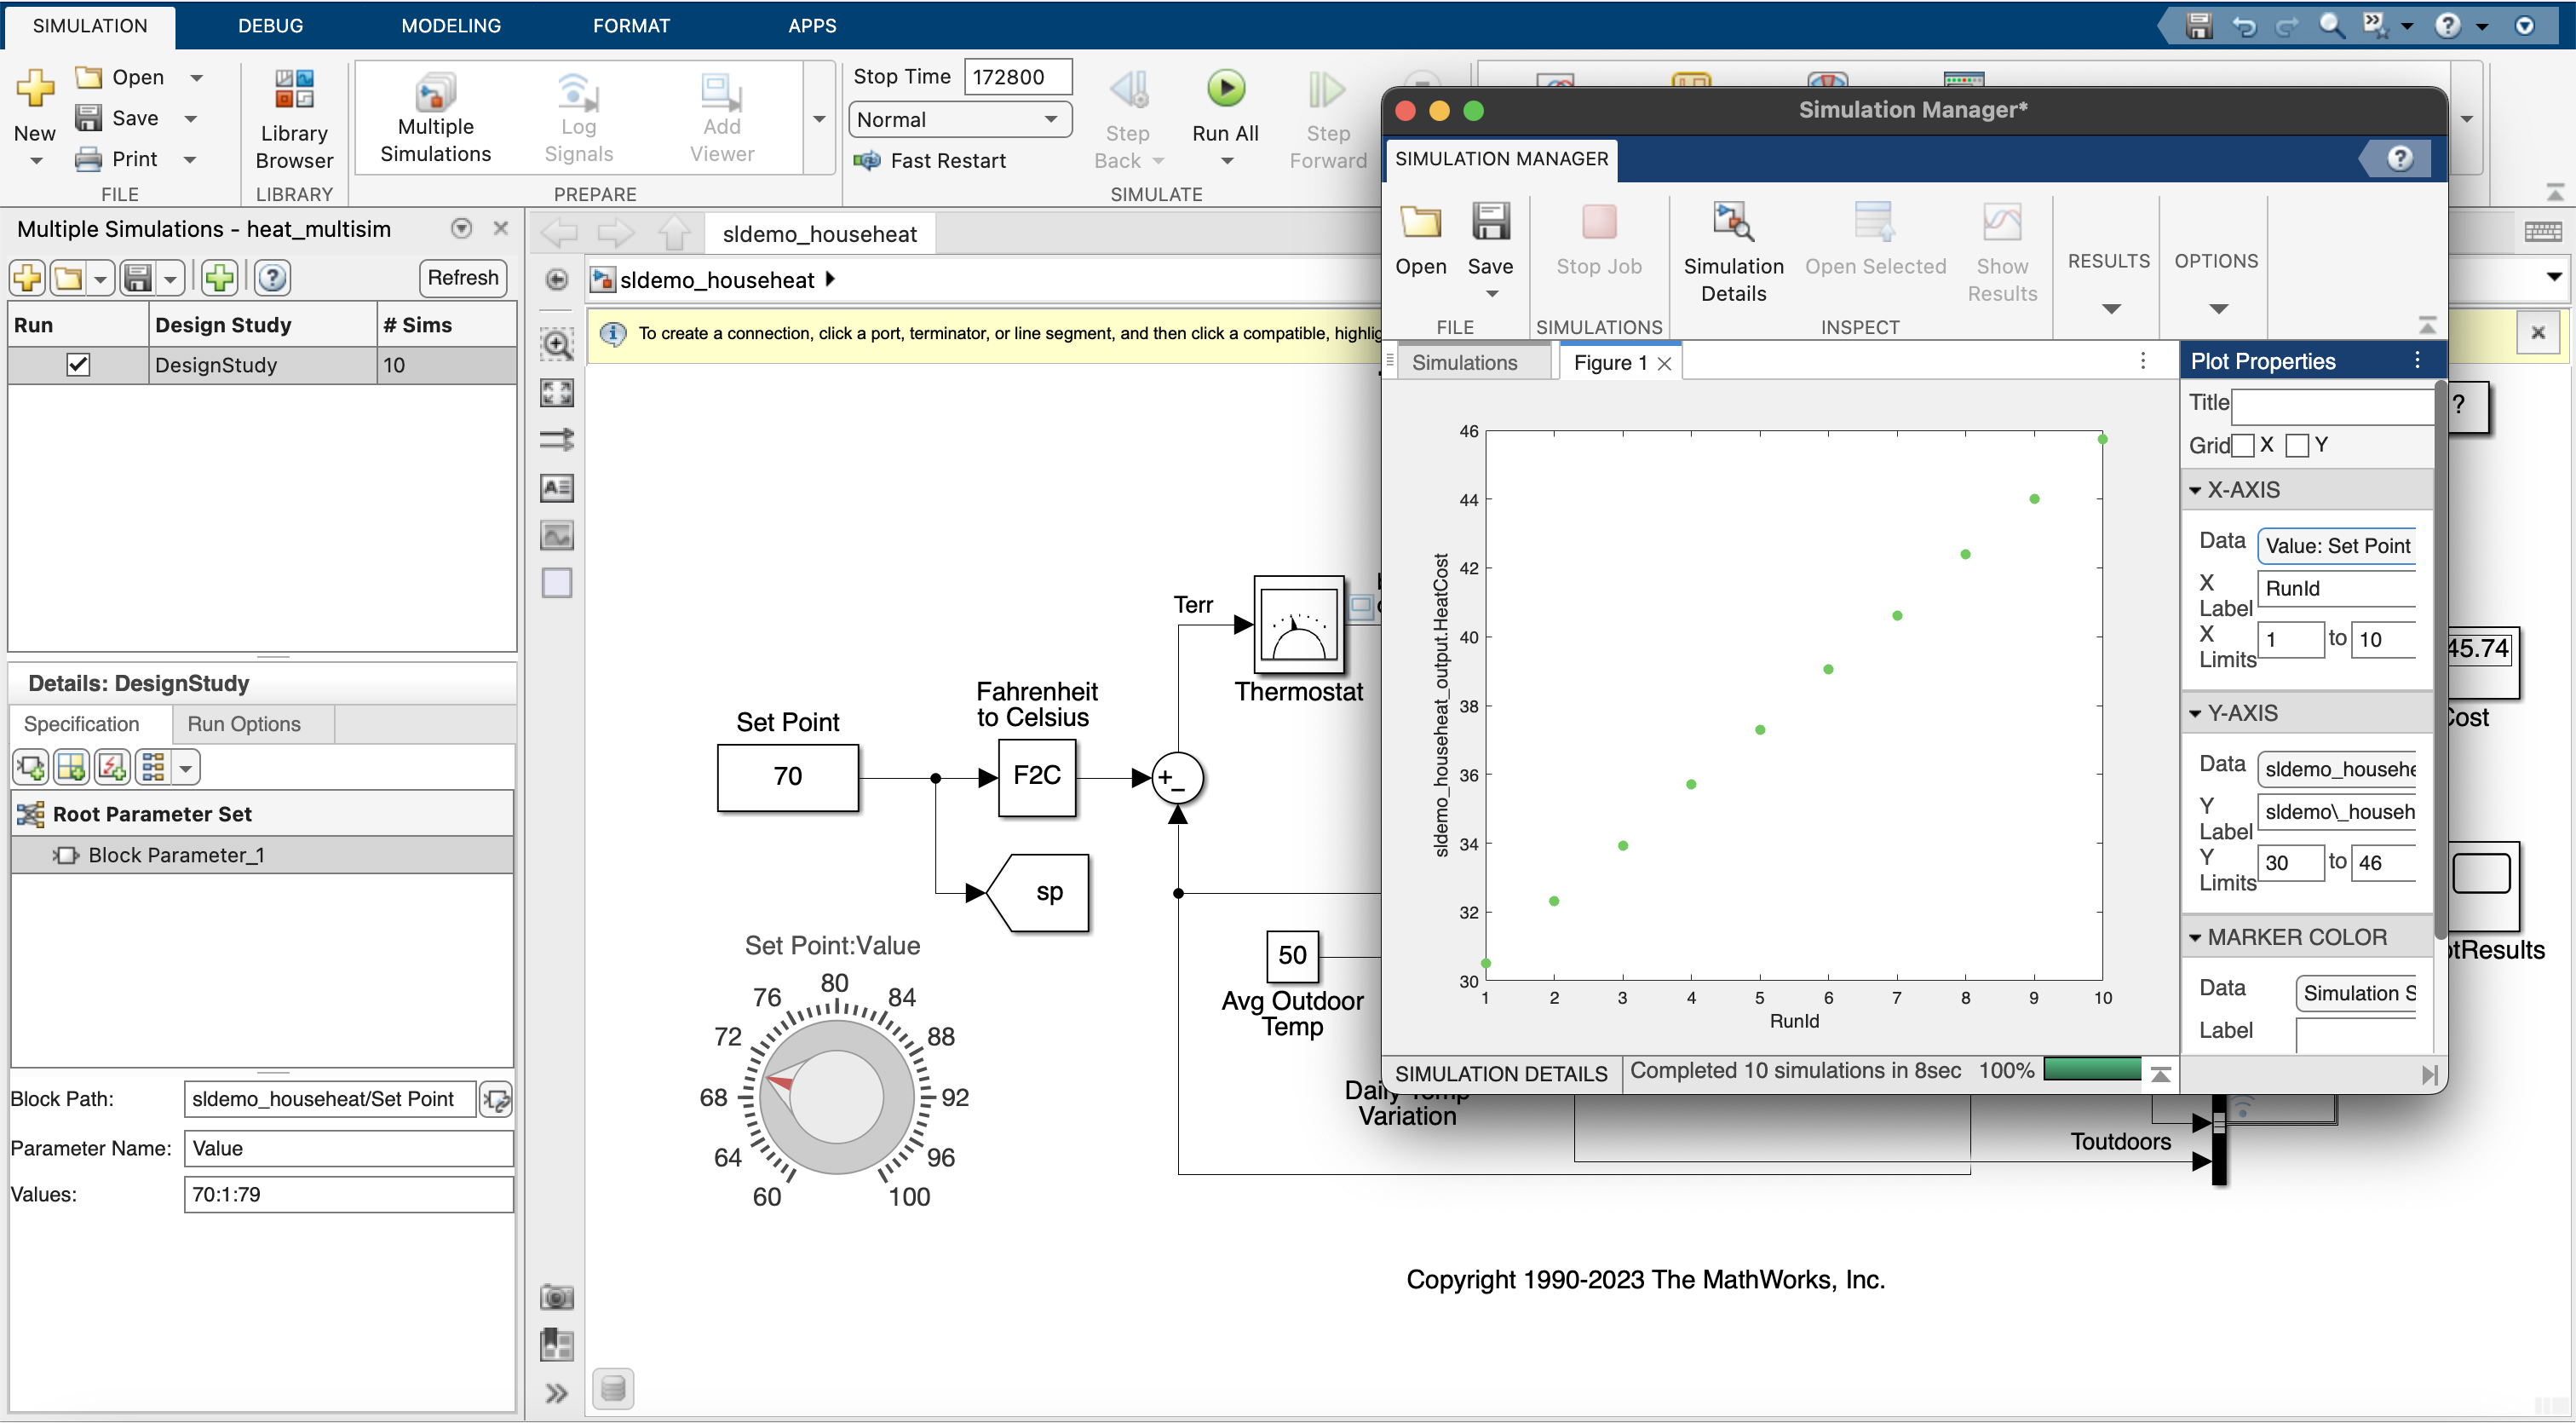 SIMULATION DEBUG MODELING FORMAT APPS
New
Open
Save
Print
FILE
Library
Browser
LIBRARY
Multiple
Simulations
Log
Signals
Add
Viewer
PREPARE
Stop Time 172800
Normal
Fast Restart
Step
Back
Run All
Step
Forward
SIMULATE
Multiple Simulations - heat_multisim
Refresh
Run Design Study # Sims
DesignStudy 10
Details: DesignStudy
Specification Run Options
Root Parameter Set
Block Parameter_1
Block Path: sldemo_househeat/Set Point
Parameter Name: Value
Values: 70:1:79
sldemo_househeat
sldemo_househeat
To create a connection, click a port, terminator, or line segment, and then click a compatible, highlig
Set Point
70
Fahrenheit
to Celsius
F2C
+
−
Terr
Thermostat
sp
Set Point:Value
60 64 68 72 76 80 84 88 92 96 100
50
Avg Outdoor
Temp
Daily Temp
Variation
Toutdoors
?
45.74
Cost
otResults
Copyright 1990-2023 The MathWorks, Inc.
Simulation Manager*
SIMULATION MANAGER
Open
Save
FILE
Stop Job
SIMULATIONS
Simulation
Details
Open Selected
Show
Results
INSPECT
RESULTS
OPTIONS
Simulations Figure 1
46
44
42
40
38
36
34
32
30
1 2 3 4 5 6 7 8 9 10
RunId
sldemo_househeat_output.HeatCost
Plot Properties
Title
Grid X Y
X-AXIS
Data Value: Set Point
X
Label RunId
X
Limits 1 to 10
Y-AXIS
Data sldemo_househe
Y
Label sldemo\_househ
Y
Limits 30 to 46
MARKER COLOR
Data Simulation S
Label
SIMULATION DETAILS Completed 10 simulations in 8sec 100%